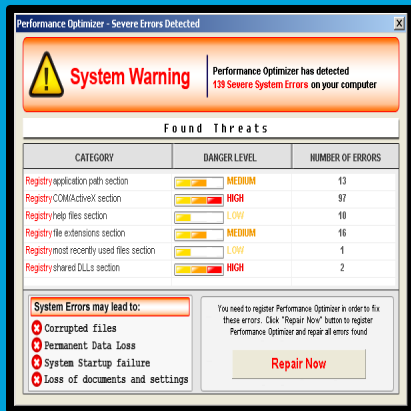 Performance Optimizer - Severe Errors Detected
X
System Warning
Performance Optimizer has detected
139 Severe System Errors on your computer
Found Threats
CATEGORY DANGER LEVEL NUMBER OF ERRORS
Registry application path section MEDIUM 13
Registry COM/ActiveX section HIGH 97
Registry help files section LOW 10
Registry file extensions section MEDIUM 16
Registry most recently used files section LOW 1
Registry shared DLLs section HIGH 2
System Errors may lead to:
Corrupted files
Permanent Data Loss
System Startup failure
Loss of documents and settings
You need to register Performance Optimizer in order to fix
these errors. Click "Repair Now" button to register
Performance Optimizer and repair all errors found
Repair Now